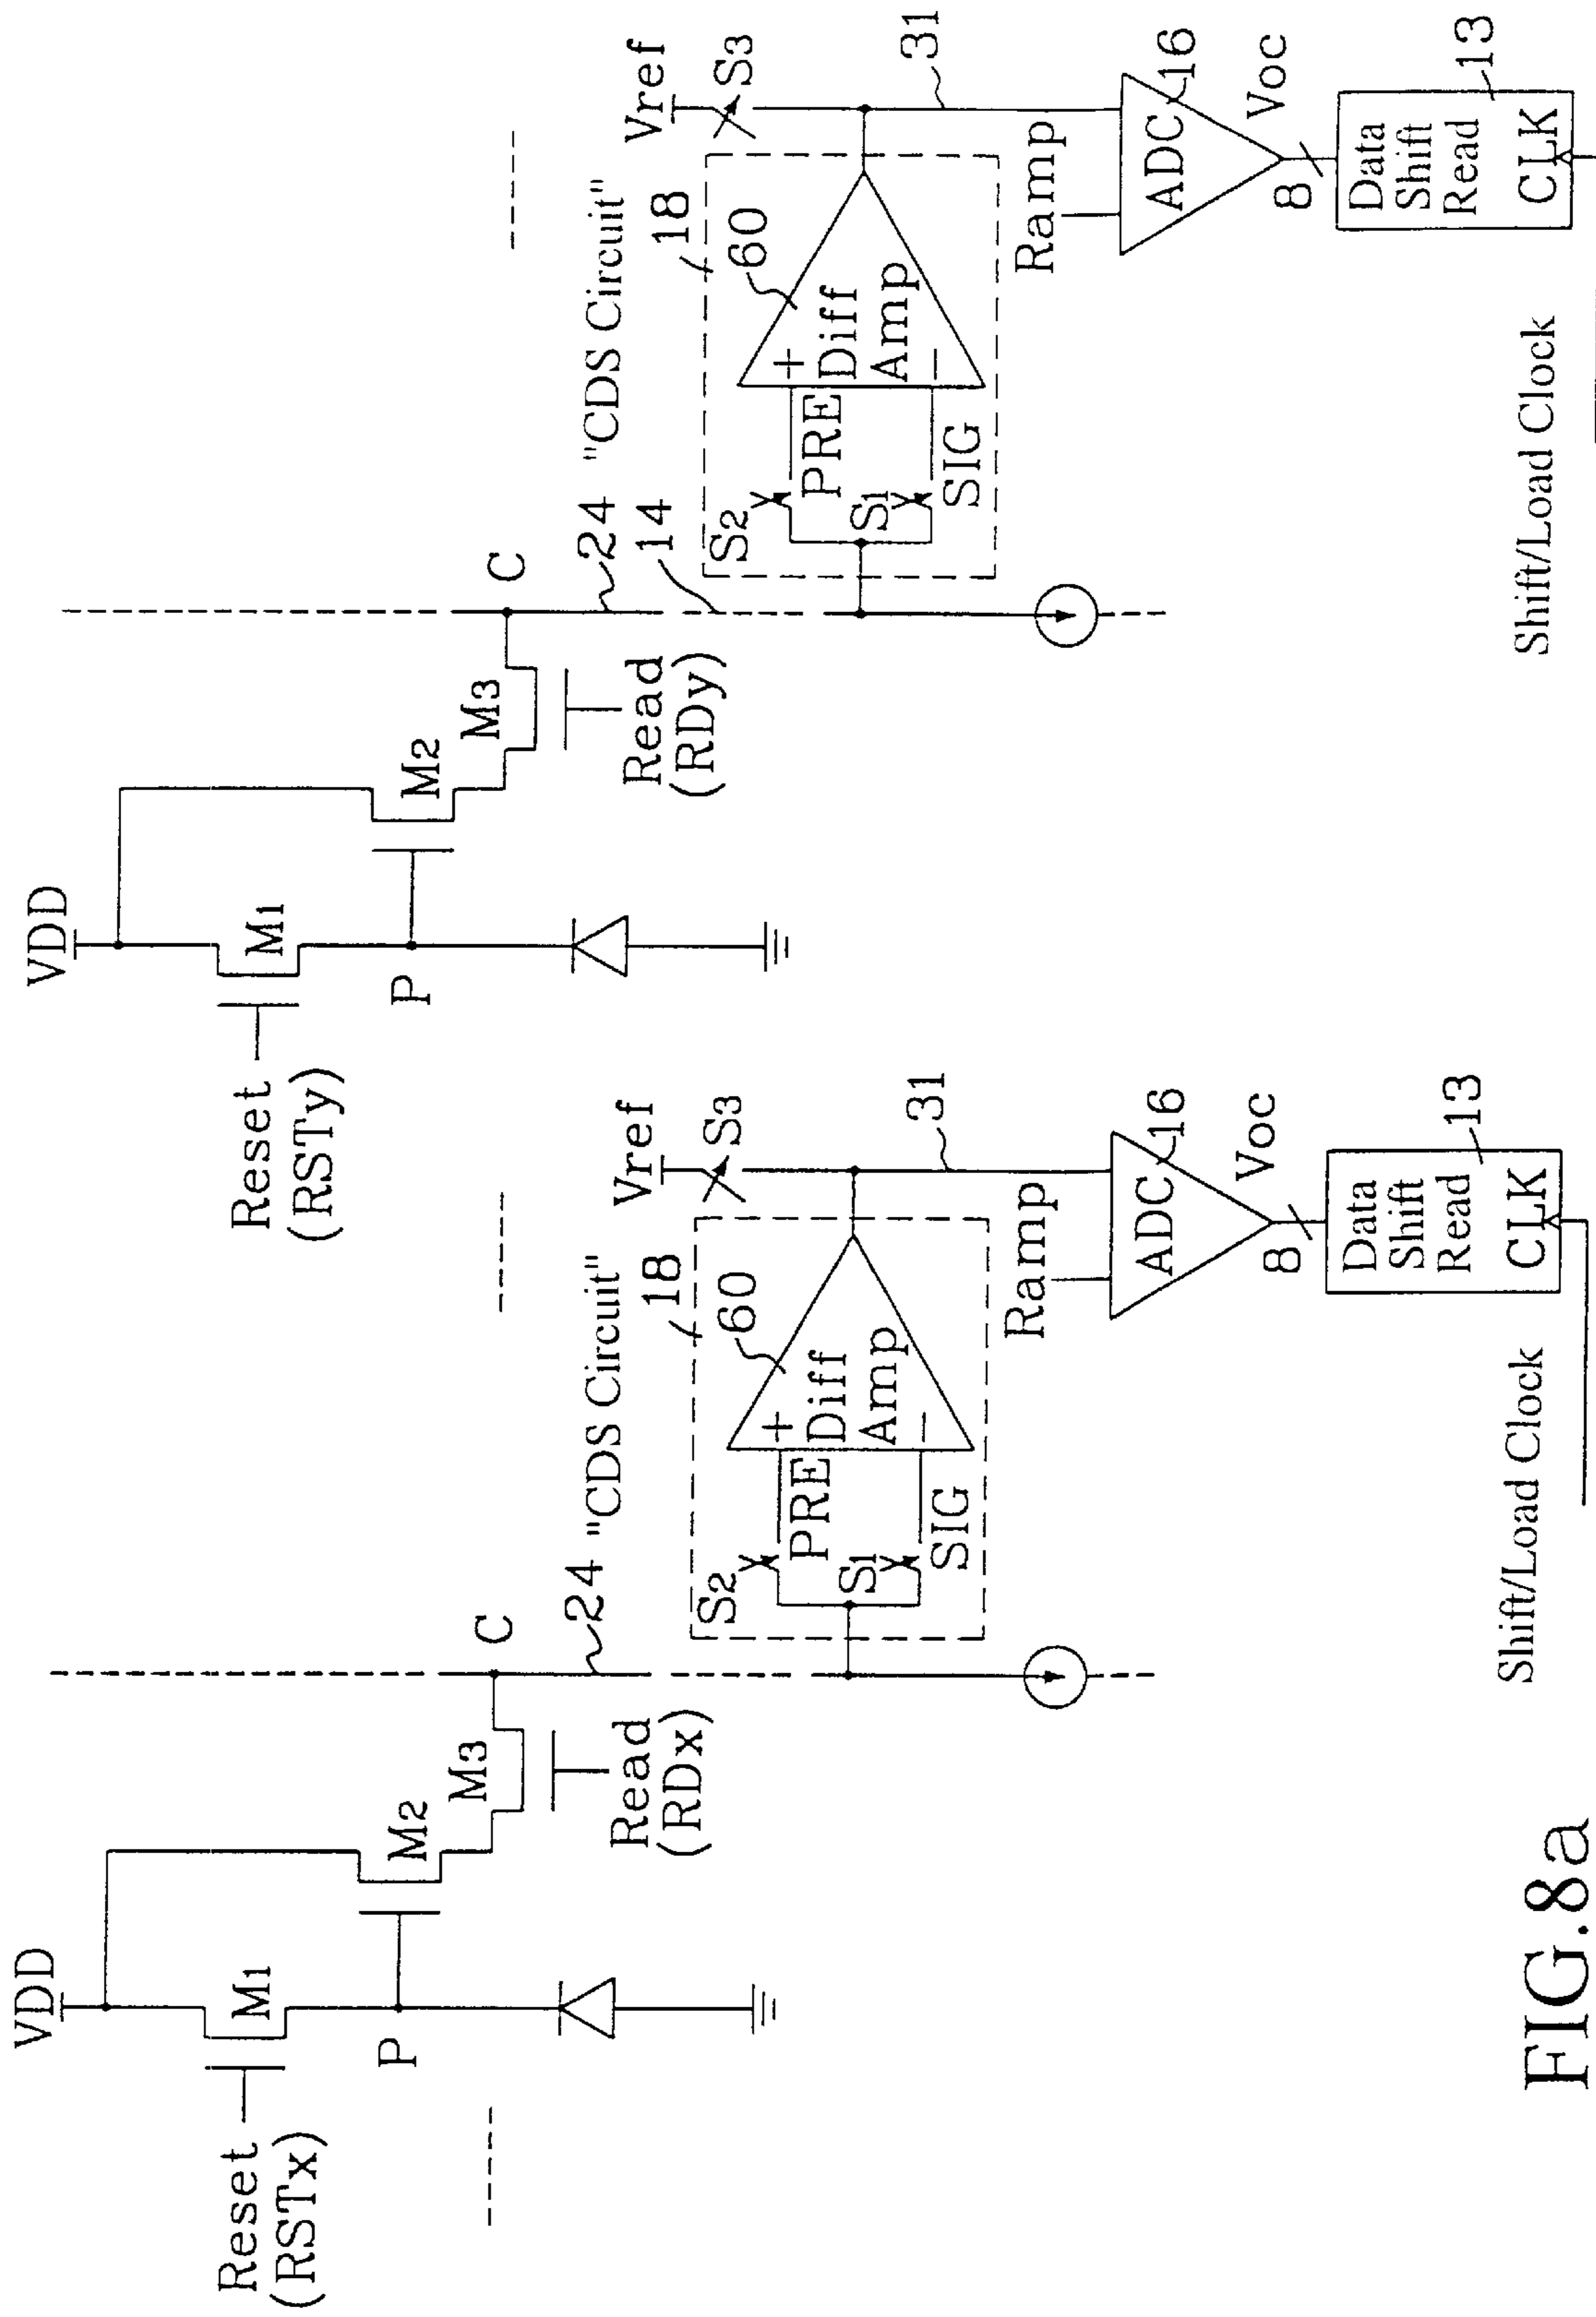 VDD
Reset
(RSTx)
M1
P
M2
M3
Read
(RDx)
C
24
"CDS Circuit"
18
60
S2
PRE
S1
SIG
+
Diff
Amp
−
Vref
S3
31
Ramp
ADC
16
Voc
8
Data
Shift
Read
CLK
13
Shift/Load Clock
VDD
Reset
(RSTy)
M1
P
M2
M3
Read
(RDy)
C
24
14
"CDS Circuit"
18
60
S2
PRE
S1
SIG
+
Diff
Amp
−
Vref
S3
31
Ramp
ADC
16
Voc
8
Data
Shift
Read
CLK
13
Shift/Load Clock
FIG.8a